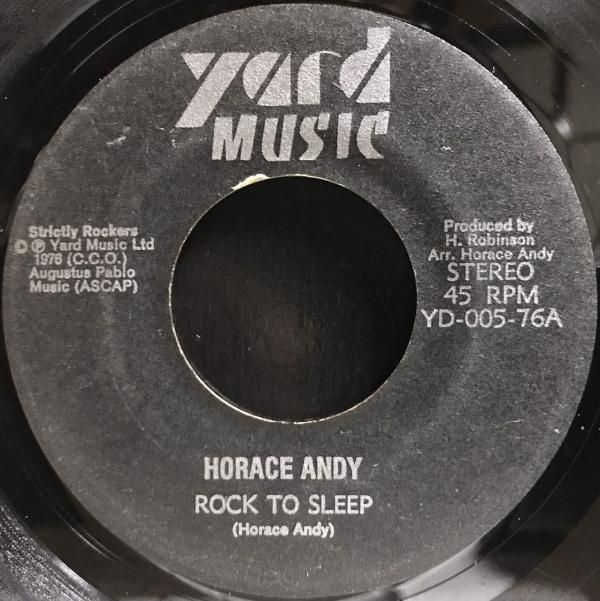 yard
MUSIC
Strictly Rockers
© ℗ Yard Music Ltd
1976 (C.C.O.)
Augustus Pablo
Music (ASCAP)
Produced by
H. Robinson
Arr. Horace Andy
STEREO
45 RPM
YD-005-76A
HORACE ANDY
ROCK TO SLEEP
(Horace Andy)